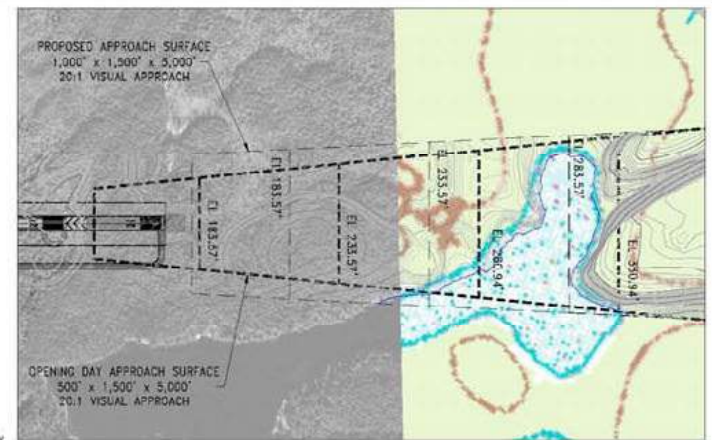 PROPOSED APPROACH SURFACE
1,000' x 1,500' x 5,000'
20:1 VISUAL APPROACH
EL 183.57'
EL 183.57'
EL 233.57'
EL 233.57'
EL 280.94'
EL 283.57'
EL 330.94'
OPENING DAY APPROACH SURFACE
500' x 1,500' x 5,000'
20:1 VISUAL APPROACH